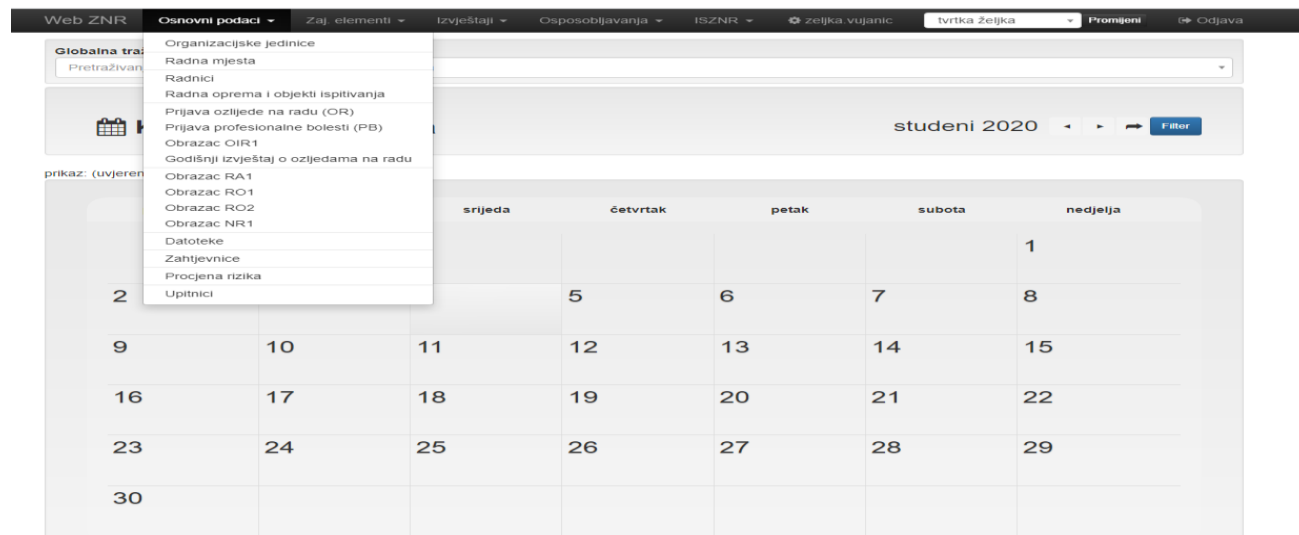 Web ZNR Osnovni podaci Zaj. elementi Izvještaji Osposobljavanja ISZNR zeljka.vujanic tvrtka željka Promijeni Odjava
Globalna
Organizacijske jedinice
Radna mjesta
Radnici
Radna oprema i objekti ispitivanja
Prijava ozlijede na radu (OR)
Prijava profesionalne bolesti (PB)
Obrazac OIR1
Godišnji izvještaj o ozljedama na radu
Obrazac RA1
Obrazac RO1
Obrazac RO2
Obrazac NR1
Datoteke
Zahtjevnice
Procjena rizika
Upitnici
studeni 2020 Filter
prikaz:
srijeda četvrtak petak subota nedjelja
1
2 5 6 7 8
9 10 11 12 13 14 15
16 17 18 19 20 21 22
23 24 25 26 27 28 29
30